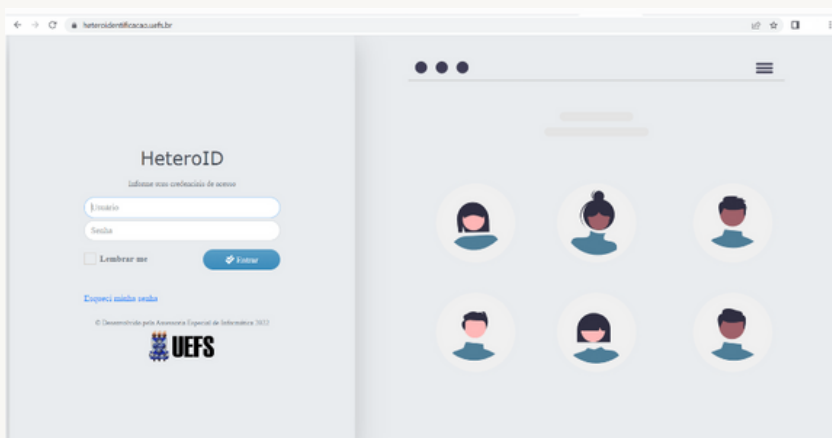 heteroidentificacao.uefs.br
HeteroID
Informe suas credenciais de acesso
Usuário
Senha
Lembrar me
Entrar
Esqueci minha senha
© Desenvolvido pela Assessoria Especial de Informática 2022
UEFS